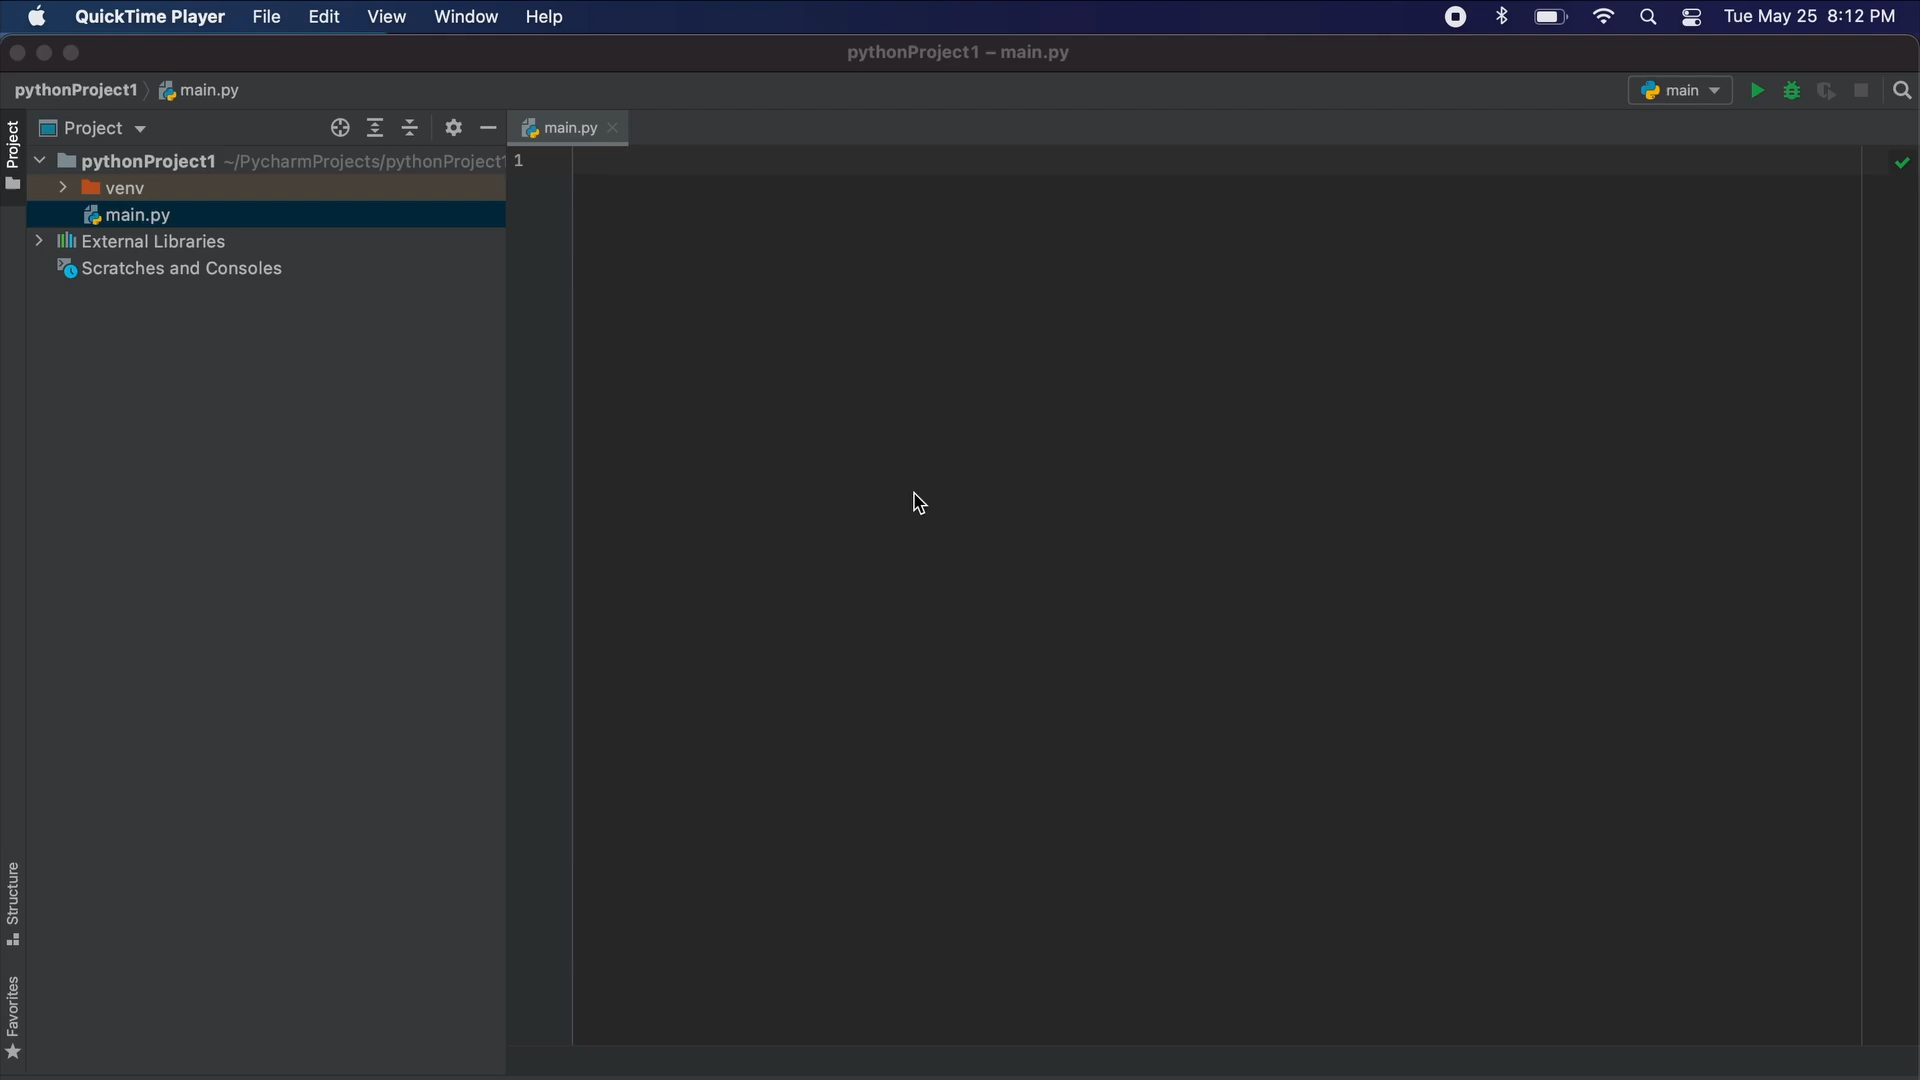 QuickTime Player File Edit View Window Help Tue May 25 8:12 PM
pythonProject1 – main.py
pythonProject1 main.py main
Project
Project main.py
pythonProject1 ~/PycharmProjects/pythonProject1 1
venv
main.py
External Libraries
Scratches and Consoles
Structure
Favorites